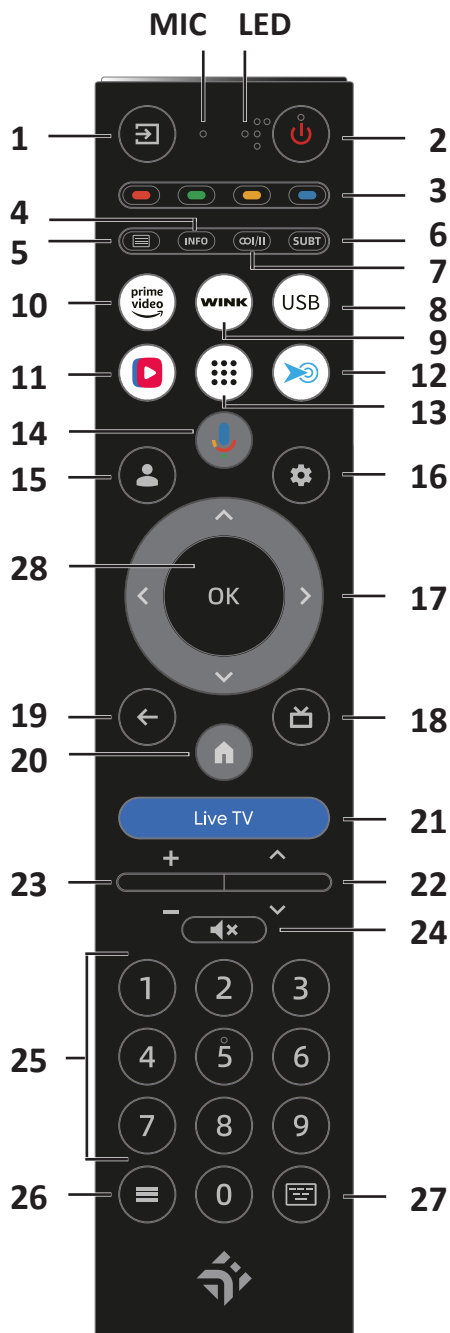 MIC LED
1
2
3
4
INFO
I/II
SUBT
5
6
7
10
prime
video
WINK
USB
8
9
11
12
13
14
15
16
28
OK
17
19
18
20
Live TV
21
+
23
22
−
24
1 2 3
25
4 5 6
7 8 9
26
0
27